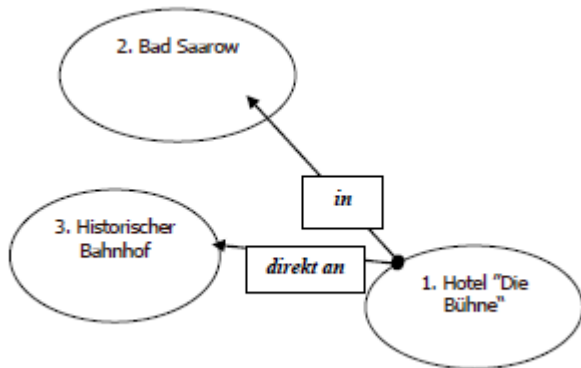 2. Bad Saarow
in
3. Historischer
Bahnhof
direkt an
1. Hotel "Die
Bühne"